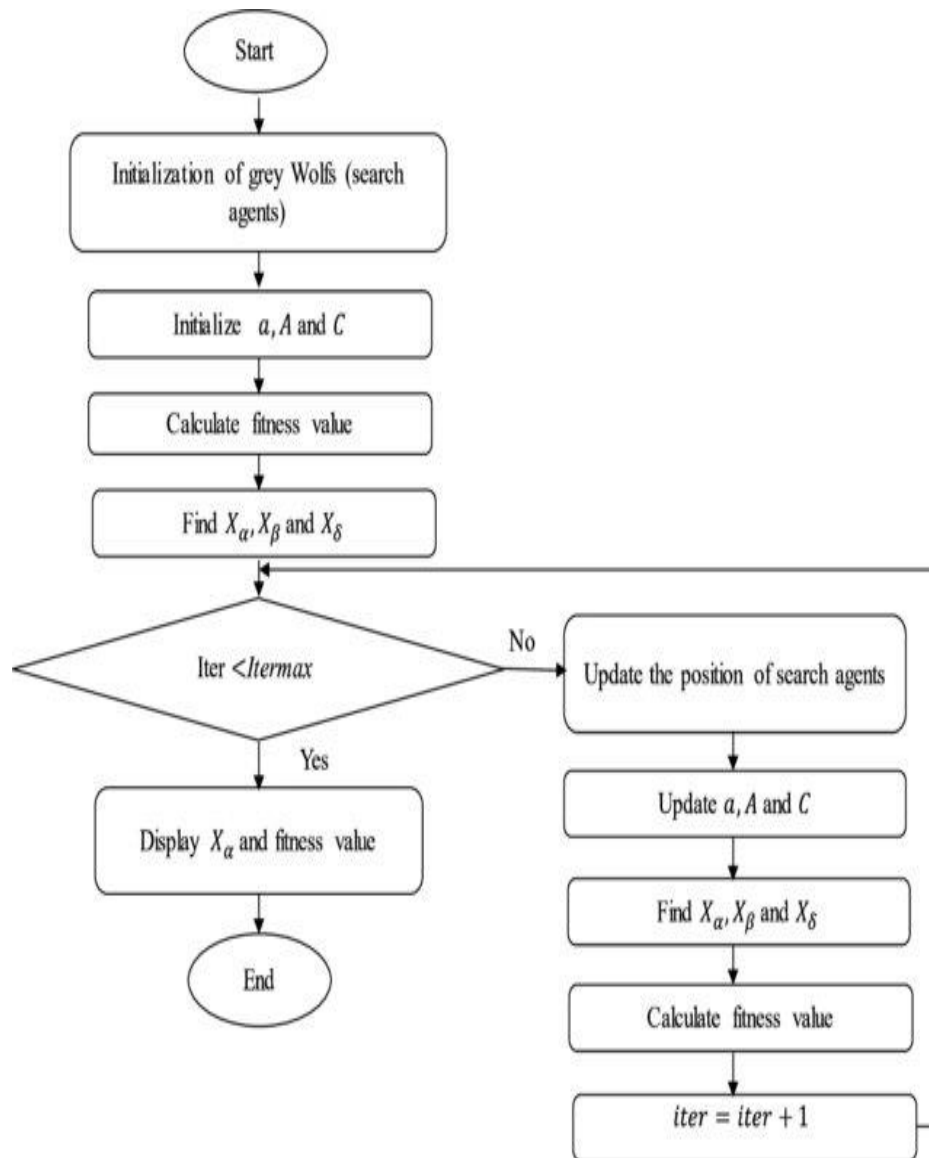 Start
Initialization of grey Wolfs (search
agents)
Initialize a, A and C
Calculate fitness value
Find X_α, X_β and X_δ
Iter <Itermax
No
Yes
Display X_α and fitness value
End
Update the position of search agents
Update a, A and C
Find X_α, X_β and X_δ
Calculate fitness value
iter = iter + 1